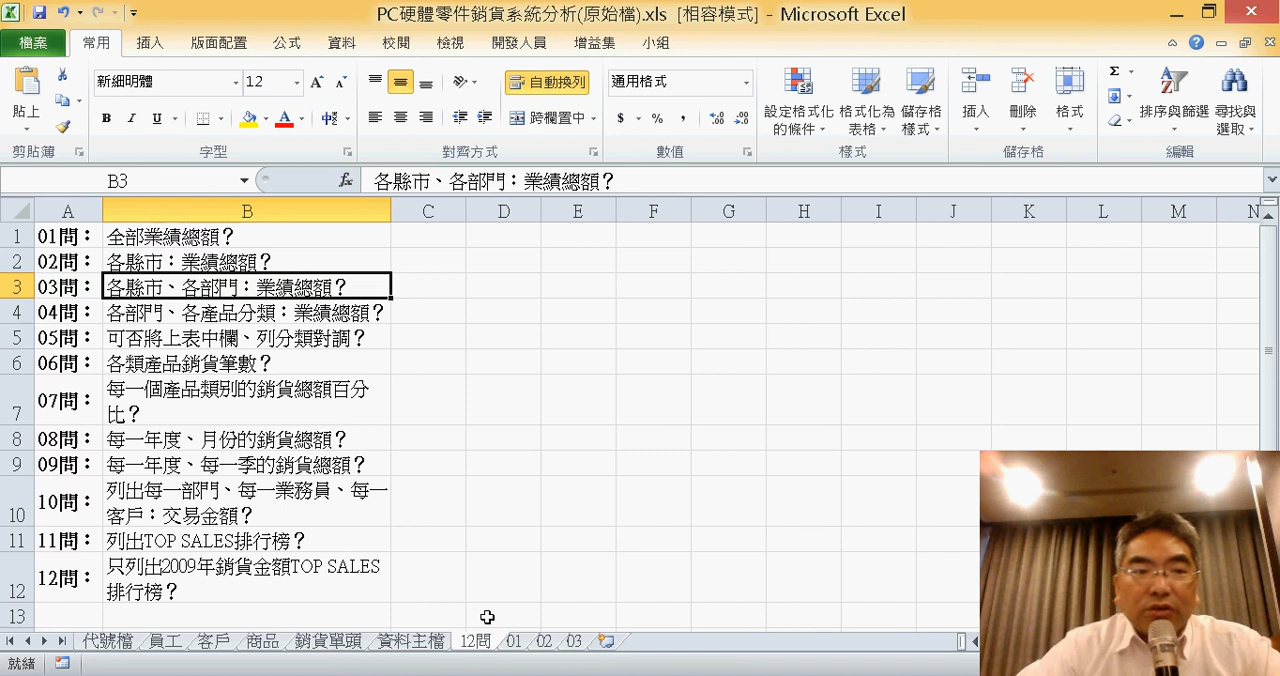 PC硬體零件銷貨系統分析(原始檔).xls [相容模式] - Microsoft Excel
檔案 常用 插入 版面配置 公式 資料 校閱 檢視 開發人員 增益集 小組
新細明體 12 自動換列 通用格式
貼上 B I U A 中 跨欄置中 $ % , 設定格式化的條件 格式化為表格 儲存格樣式 插入 刪除 格式 Σ 排序與篩選 尋找與選取
剪貼簿 字型 對齊方式 數值 樣式 儲存格 編輯
B3 fx 各縣市、各部門：業績總額？
A B C D E F G H I J K L M N
1 01問： 全部業績總額？
2 02問： 各縣市：業績總額？
3 03問： 各縣市、各部門：業績總額？
4 04問： 各部門、各產品分類：業績總額？
5 05問： 可否將上表中欄、列分類對調？
6 06問： 各類產品銷貨筆數？
7 07問： 每一個產品類別的銷貨總額百分
比？
8 08問： 每一年度、月份的銷貨總額？
9 09問： 每一年度、每一季的銷貨總額？
10 10問： 列出每一部門、每一業務員、每一
客戶：交易金額？
11 11問： 列出TOP SALES排行榜？
12 12問： 只列出2009年銷貨金額TOP SALES
排行榜？
13
代號檔 員工 客戶 商品 銷貨單頭 資料主檔 12問 01 02 03
就緒